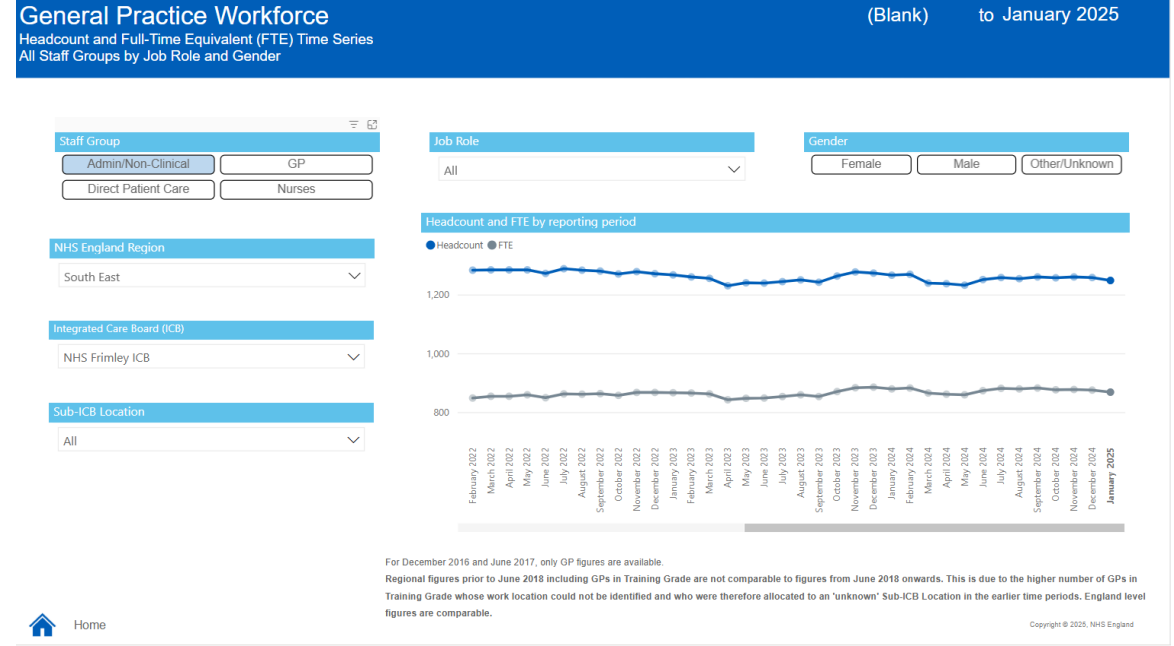 General Practice Workforce
(Blank) to January 2025
Headcount and Full-Time Equivalent (FTE) Time Series
All Staff Groups by Job Role and Gender
Staff Group
Admin/Non-Clinical
GP
Direct Patient Care
Nurses
Job Role
All
Gender
Female
Male
Other/Unknown
NHS England Region
South East
Integrated Care Board (ICB)
NHS Frimley ICB
Sub-ICB Location
All
Headcount and FTE by reporting period
Headcount FTE
1,200
1,000
800
February 2022
March 2022
April 2022
May 2022
June 2022
July 2022
August 2022
September 2022
October 2022
November 2022
December 2022
January 2023
February 2023
March 2023
April 2023
May 2023
June 2023
July 2023
August 2023
September 2023
October 2023
November 2023
December 2023
January 2024
February 2024
March 2024
April 2024
May 2024
June 2024
July 2024
August 2024
September 2024
October 2024
November 2024
December 2024
January 2025
For December 2016 and June 2017, only GP figures are available.
Regional figures prior to June 2018 including GPs in Training Grade are not comparable to figures from June 2018 onwards. This is due to the higher number of GPs in
Training Grade whose work location could not be identified and who were therefore allocated to an 'unknown' Sub-ICB Location in the earlier time periods. England level
figures are comparable.
Home
Copyright © 2025, NHS England